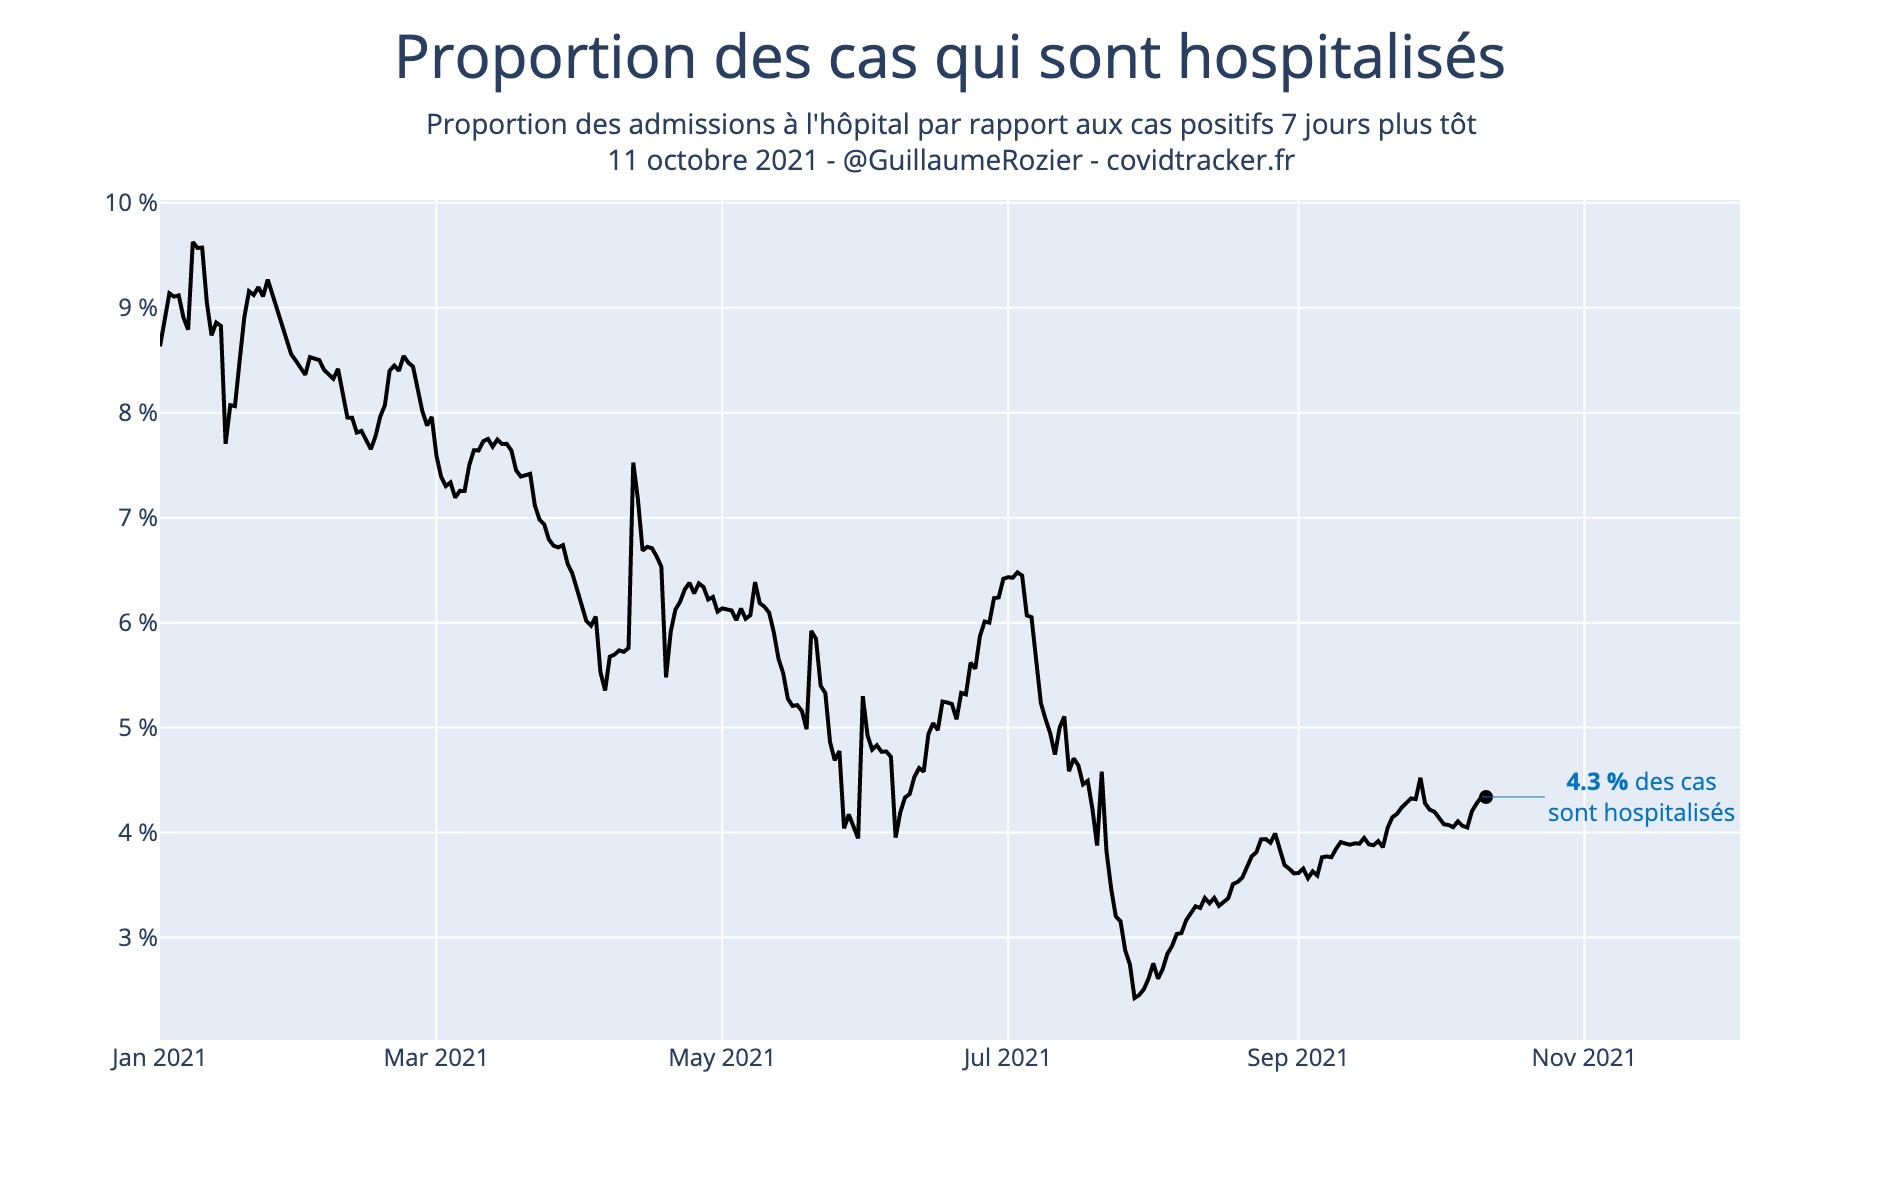 Proportion des cas qui sont hospitalisés
Proportion des admissions à l'hôpital par rapport aux cas positifs 7 jours plus tôt
11 octobre 2021 - @GuillaumeRozier - covidtracker.fr
10 %
9 %
8 %
7 %
6 %
5 %
4 %
3 %
4.3 % des cas
sont hospitalisés
Jan 2021
Mar 2021
May 2021
Jul 2021
Sep 2021
Nov 2021